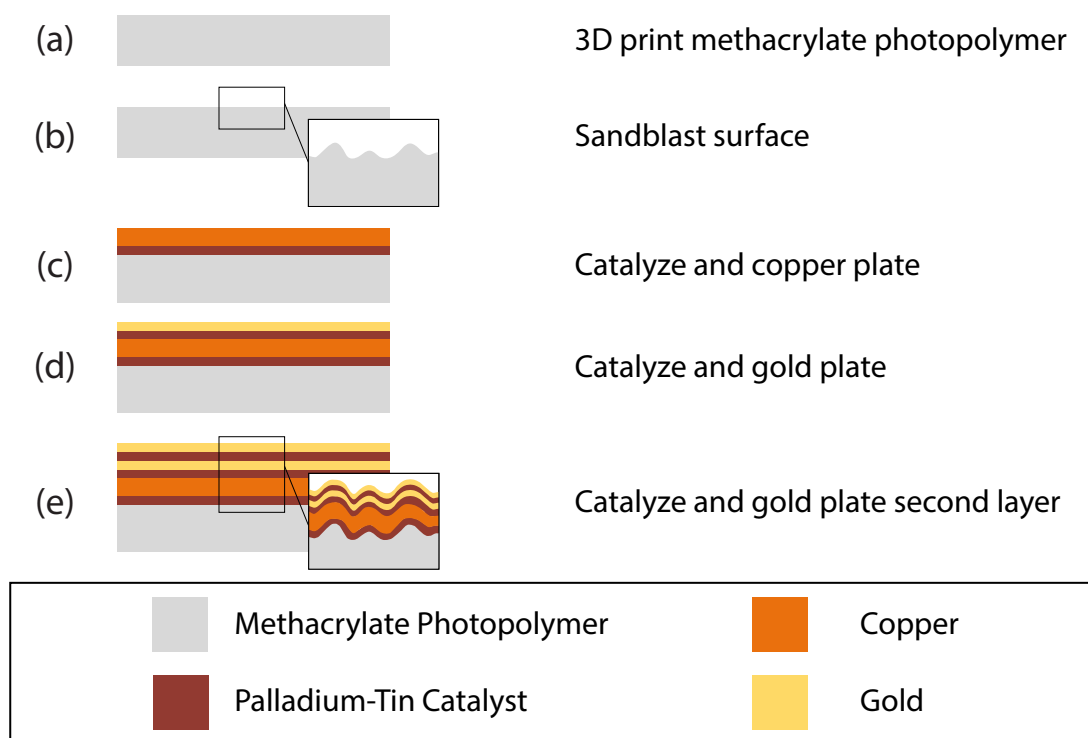 (a) 3D print methacrylate photopolymer
(b) Sandblast surface
(c) Catalyze and copper plate
(d) Catalyze and gold plate
(e) Catalyze and gold plate second layer
Methacrylate Photopolymer Copper
Palladium-Tin Catalyst Gold